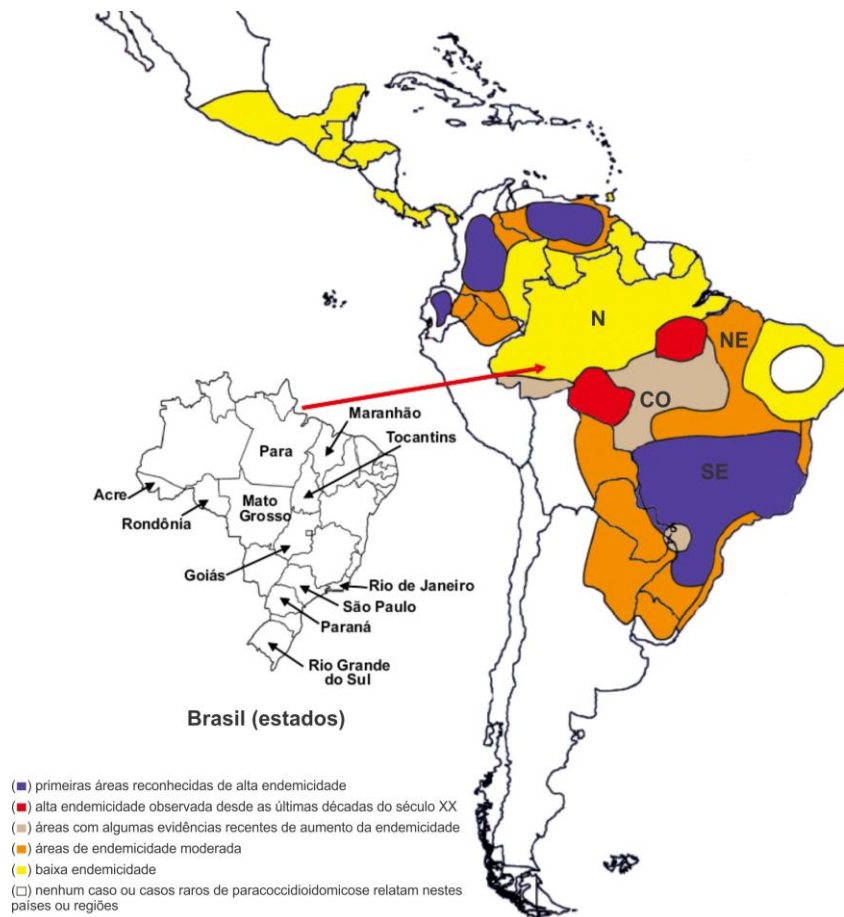 N
NE
CO
SE
Maranhão
Tocantins
Para
Acre
Mato
Grosso
Rondônia
Goiás
Rio de Janeiro
São Paulo
Paraná
Rio Grande
do Sul
Brasil (estados)
(■) primeiras áreas reconhecidas de alta endemicidade
(■) alta endemicidade observada desde as últimas décadas do século XX
(■) áreas com algumas evidências recentes de aumento da endemicidade
(■) áreas de endemicidade moderada
(■) baixa endemicidade
(□) nenhum caso ou casos raros de paracoccidioidomicose relatam nestes
países ou regiões